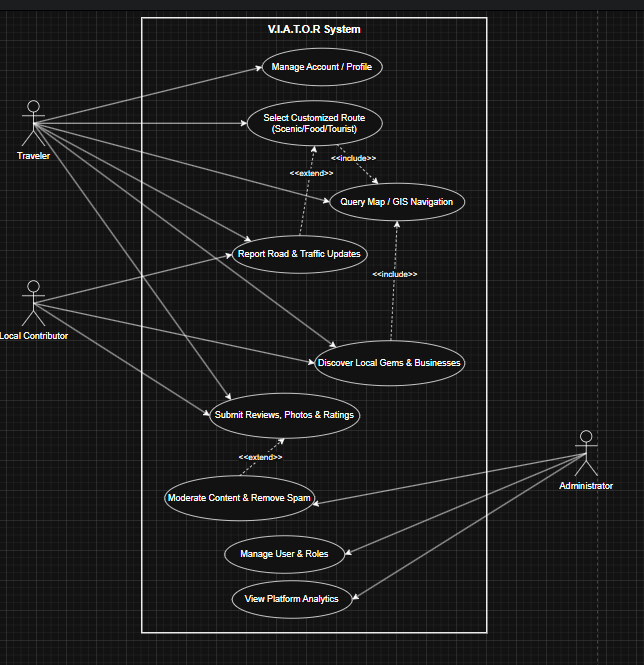 V.I.A.T.O.R System
Manage Account / Profile
Select Customized Route
(Scenic/Food/Tourist)
<<include>>
Traveler
<<extend>>
Query Map / GIS Navigation
Report Road & Traffic Updates
<<include>>
Local Contributor
Discover Local Gems & Businesses
Submit Reviews, Photos & Ratings
<<extend>>
Administrator
Moderate Content & Remove Spam
Manage User & Roles
View Platform Analytics